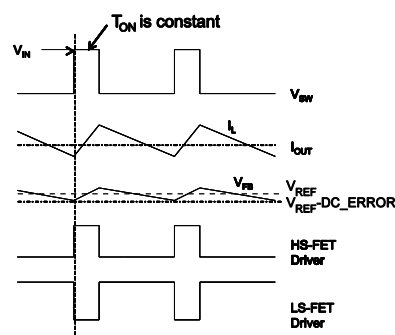 T_ON is constant
V_IN
V_SW
I_L
I_OUT
V_FB
V_REF
V_REF-DC_ERROR
HS-FET
Driver
LS-FET
Driver